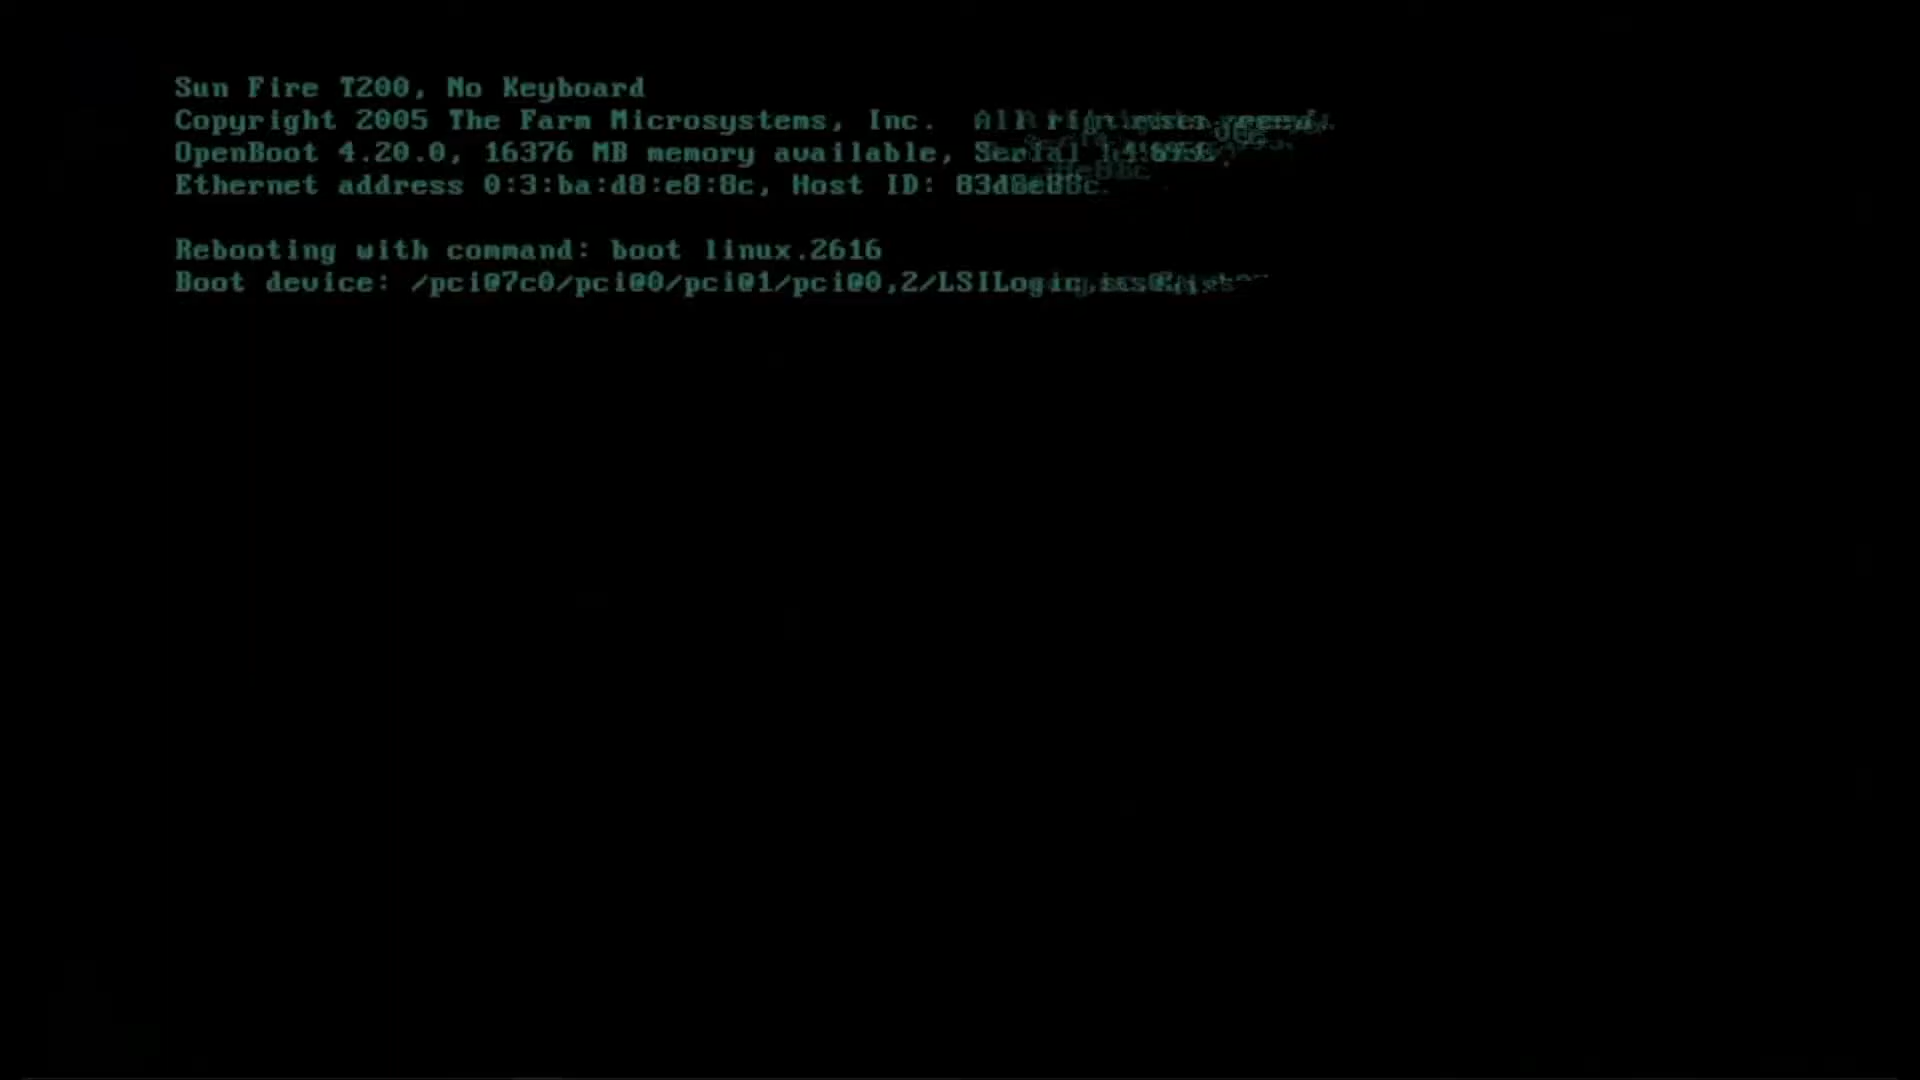 Sun Fire T200, No Keyboard
Copyright 2005 The Farm Microsystems, Inc. All
OpenBoot 4.20.0, 16376 MB memory available,
Ethernet address 0:3:ba:d8:e8:8c, Host ID: 83d8e88c.
Rebooting with command: boot linux.2616
Boot device: /pci@7c0/pci@0/pci@1/pci@0,2/